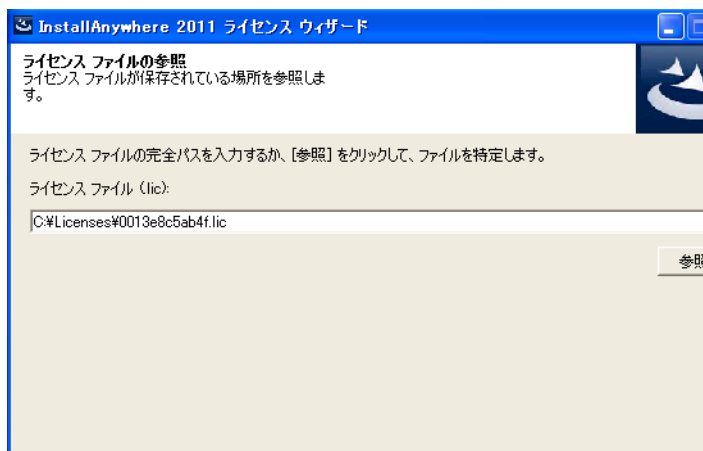 InstallAnywhere 2011 ライセンス ウィザード
ライセンス ファイルの参照
ライセンス ファイルが保存されている場所を参照しま
す。
ライセンス ファイルの完全パスを入力するか、[参照] をクリックして、ファイルを特定します。
ライセンス ファイル (lic):
C:¥Licenses¥0013e8c5ab4f.lic
参照